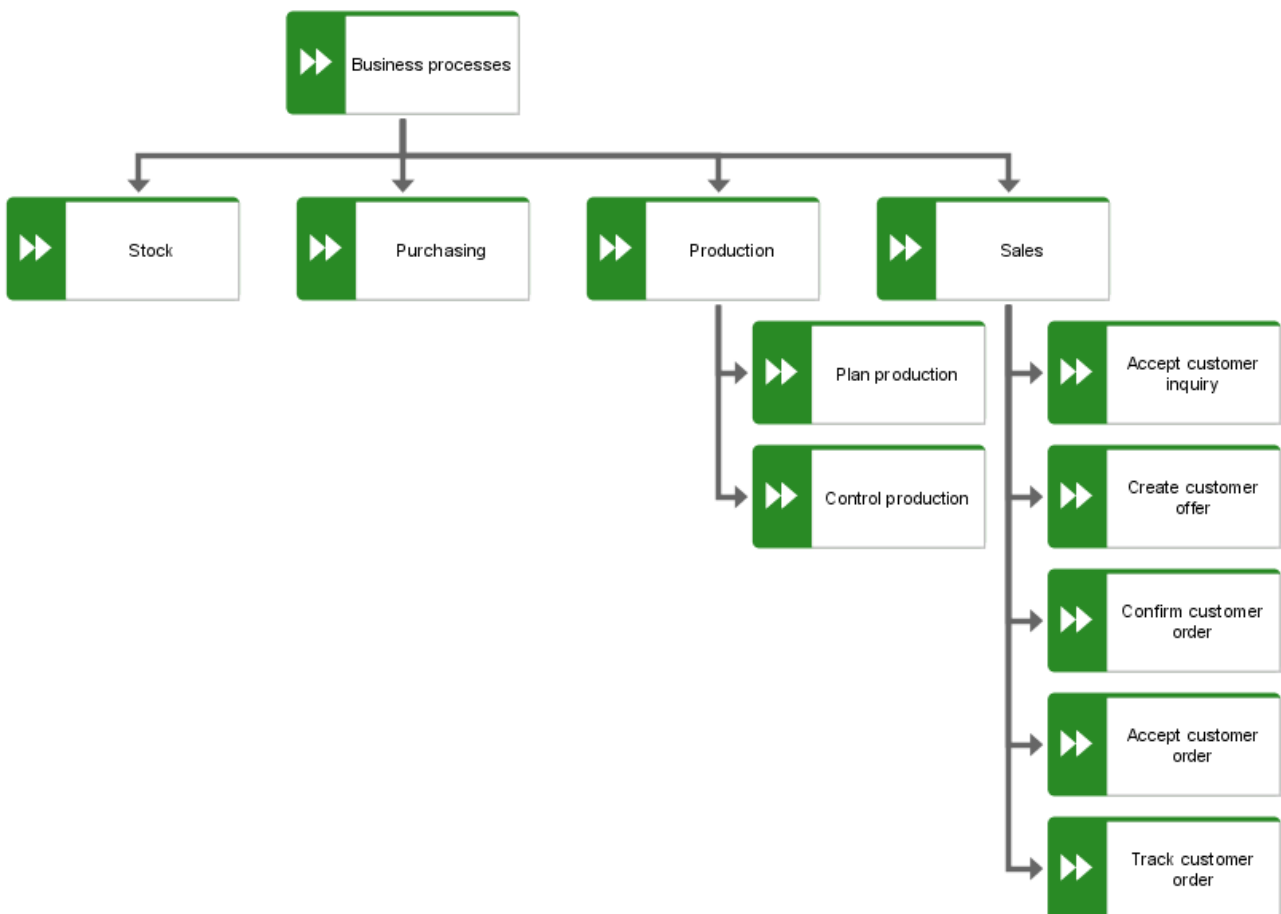 Business processes
Stock
Purchasing
Production
Sales
Plan production
Control production
Accept customer
inquiry
Create customer
offer
Confirm customer
order
Accept customer
order
Track customer
order